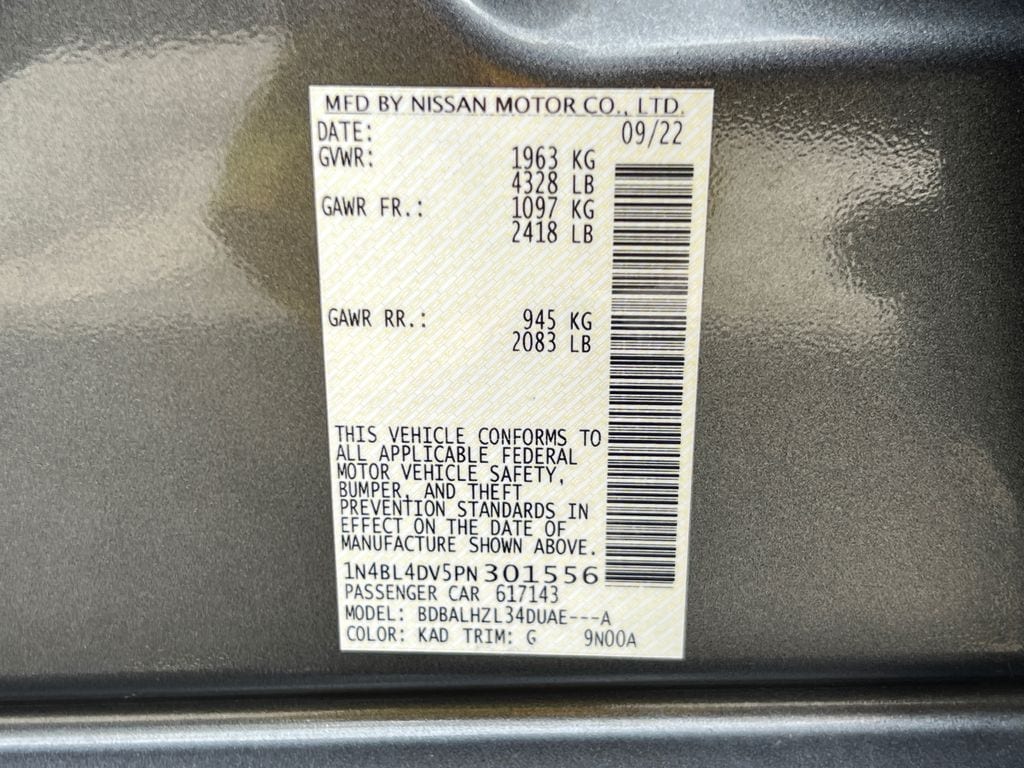 MFD BY NISSAN MOTOR CO., LTD.
DATE: 09/22
GVWR: 1963 KG
4328 LB
GAWR FR.: 1097 KG
2418 LB
GAWR RR.: 945 KG
2083 LB
THIS VEHICLE CONFORMS TO
ALL APPLICABLE FEDERAL
MOTOR VEHICLE SAFETY,
BUMPER, AND THEFT
PREVENTION STANDARDS IN
EFFECT ON THE DATE OF
MANUFACTURE SHOWN ABOVE.
1N4BL4DV5PN301556
PASSENGER CAR 617143
MODEL: BDBALHZL34DUAE---A
COLOR: KAD TRIM: G 9N00A